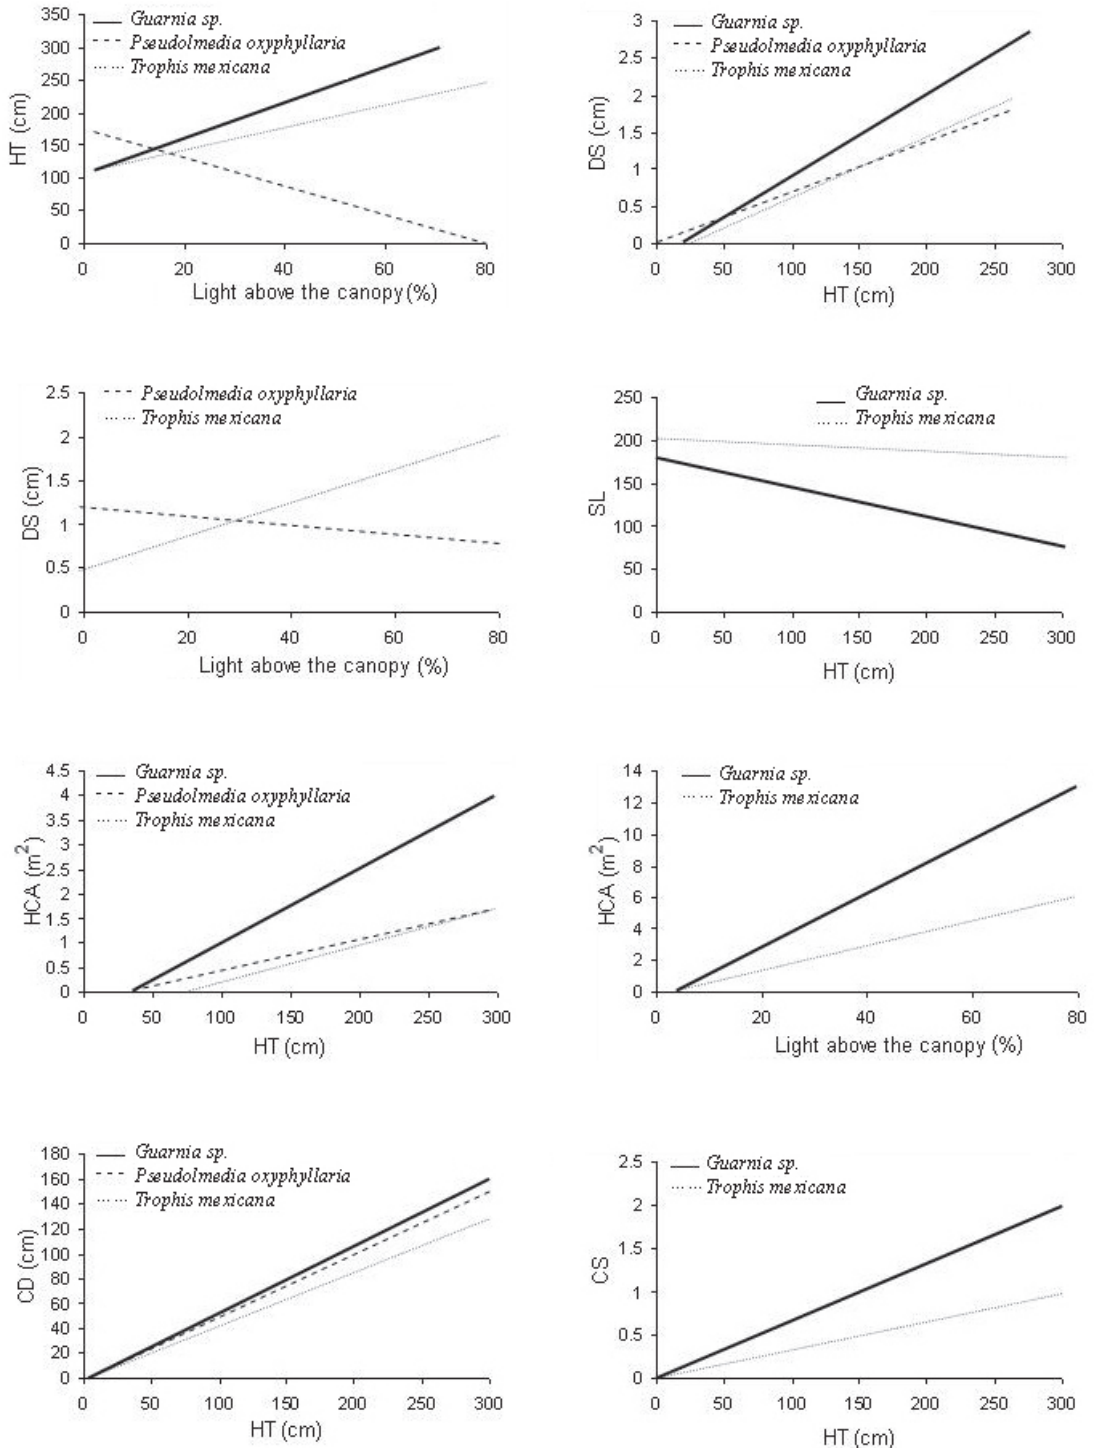 350
300
250
200
150
100
50
0
HT (cm)
Guarnia sp.
Pseudolmedia oxyphyllaria
Trophis mexicana
0 20 40 60 80
Light above the canopy (%)
3
2.5
2
1.5
1
0.5
0
DS (cm)
Guarnia sp.
Pseudolmedia oxyphyllaria
Trophis mexicana
0 50 100 150 200 250 300
HT (cm)
2.5
2
1.5
1
0.5
0
DS (cm)
Pseudolmedia oxyphyllaria
Trophis mexicana
0 20 40 60 80
Light above the canopy (%)
250
200
150
100
50
0
SL
Guarnia sp.
Trophis mexicana
0 50 100 150 200 250 300
HT (cm)
4.5
4
3.5
3
2.5
2
1.5
1
0.5
0
HCA (m²)
Guarnia sp.
Pseudolmedia oxyphyllaria
Trophis mexicana
0 50 100 150 200 250 300
HT (cm)
14
12
10
8
6
4
2
0
HCA (m²)
Guarnia sp.
Trophis mexicana
0 20 40 60 80
Light above the canopy (%)
180
160
140
120
100
80
60
40
20
0
CD (cm)
Guarnia sp.
Pseudolmedia oxyphyllaria
Trophis mexicana
0 50 100 150 200 250 300
HT (cm)
2.5
2
1.5
1
0.5
0
CS
Guarnia sp.
Trophis mexicana
0 50 100 150 200 250 300
HT (cm)